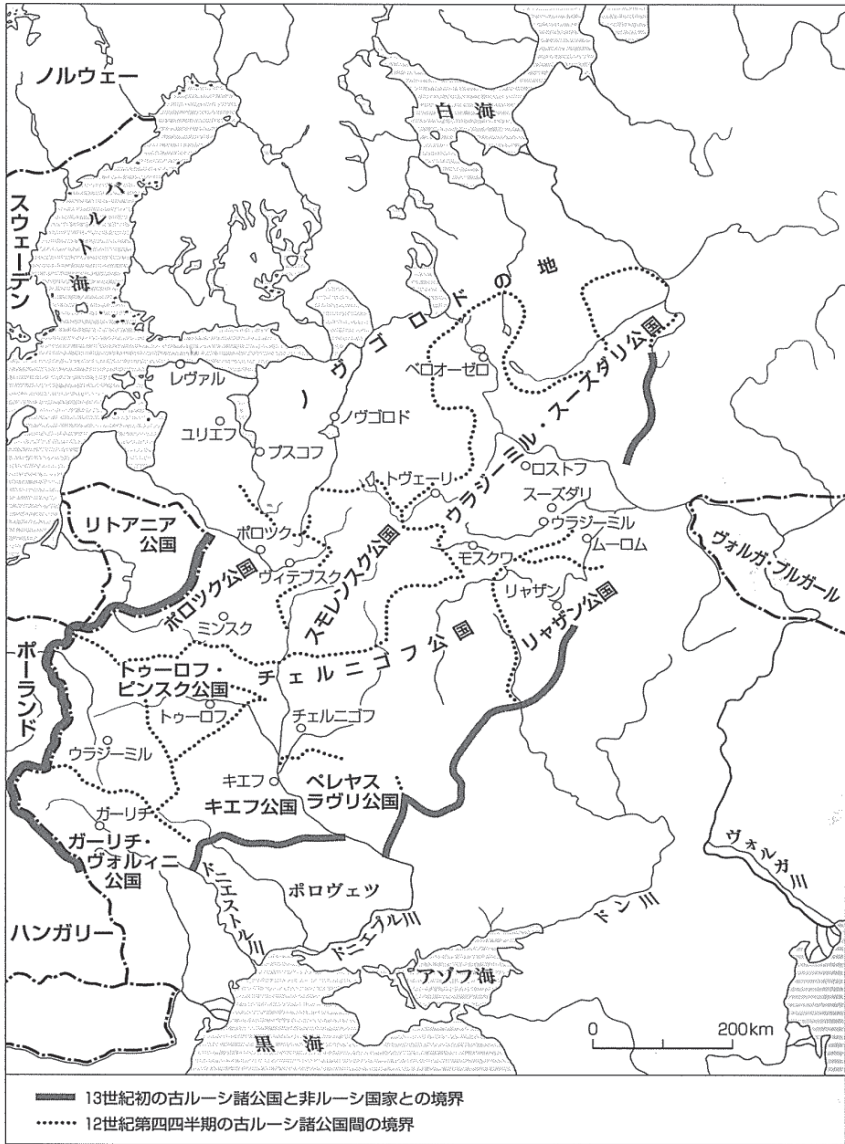 ノルウェー
白海
スウェーデン
バルト海
ノヴゴロドの地
ベロオーゼロ
ウラジーミル・スーズダリ公国
レヴァル
ノヴゴロド
ユリエフ
プスコフ
ロストフ
トヴェーリ
スーズダリ
リトアニア
公国
ポロツク
ウラジーミル
ムーロム
モスクワ
ヴィテブスク
ヴォルガ・ブルガール
ポロツク公国
スモレンスク公国
リャザン
リャザン公国
ミンスク
チェルニゴフ公国
ポーランド
トゥーロフ・
ピンスク公国
トゥーロフ
チェルニゴフ
ウラジーミル
キエフ
ペレヤス
ラヴリ公国
キエフ公国
ガーリチ
ガーリチ・
ヴォルィニ
公国
ヴォルガ川
ドニエストル川
ポロヴェツ
ドン川
ハンガリー
ドニェプル川
アゾフ海
0 200km
黒海
13世紀初の古ルーシ諸公国と非ルーシ国家との境界
12世紀第四四半期の古ルーシ諸公国間の境界